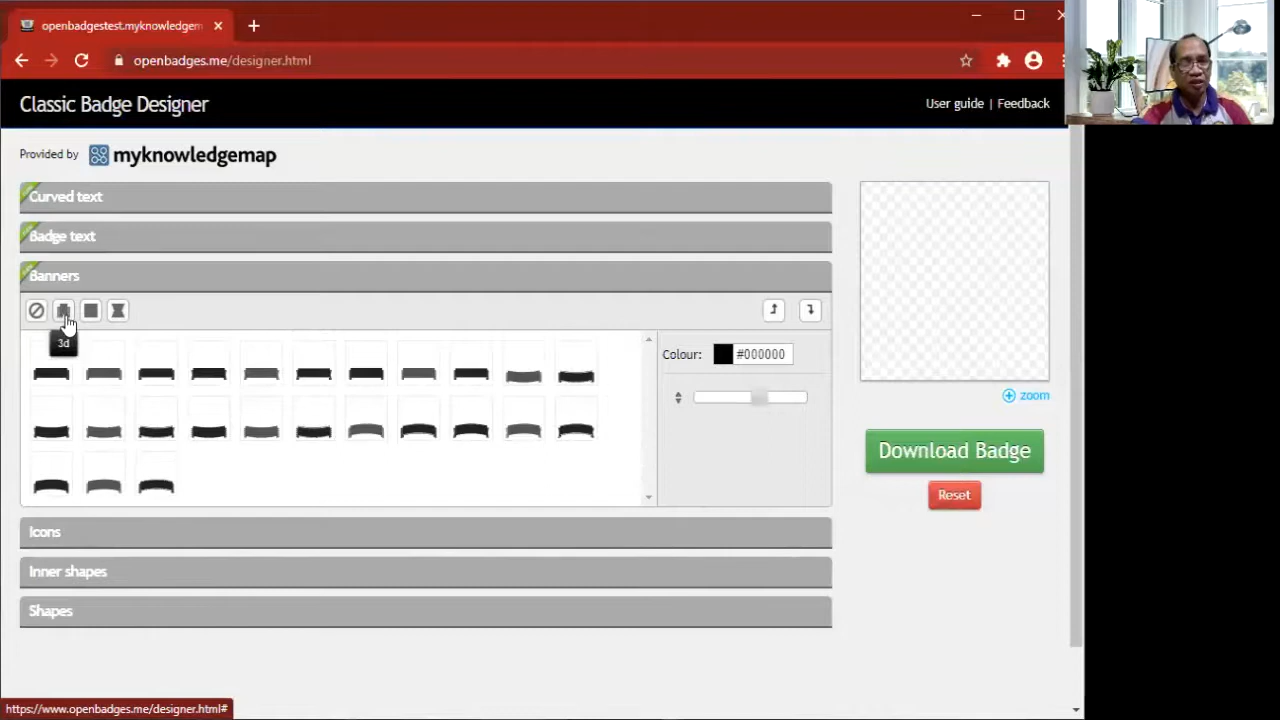 openbadgestest.myknowledgem
openbadges.me/designer.html
Classic Badge Designer
User guide | Feedback
Provided by myknowledgemap
Curved text
Badge text
Banners
3d
Colour: #000000
zoom
Download Badge
Reset
Icons
Inner shapes
Shapes
https://www.openbadges.me/designer.html#